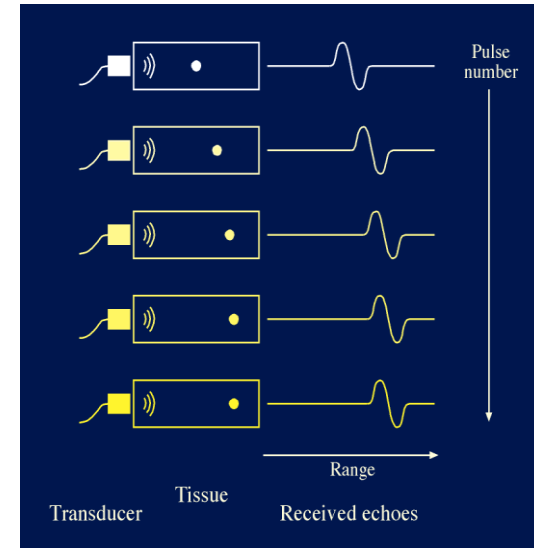 Pulse
number
Range
Tissue
Transducer
Received echoes